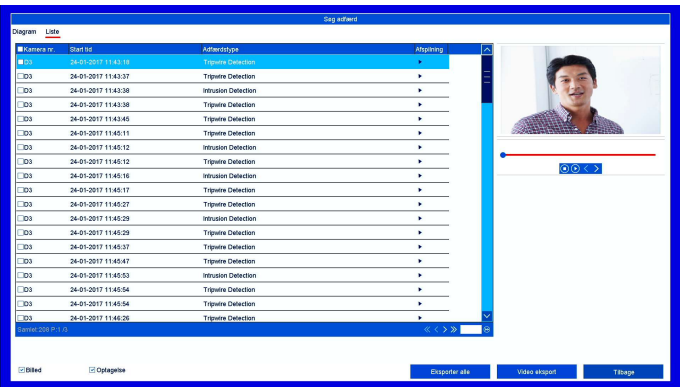 Søg adfærd
Diagram Liste
Kamera nr. Start tid Adfærdstype Afspilning
D3 24-01-2017 11:43:19 Tripwire Detection
D3 24-01-2017 11:43:37 Tripwire Detection
D3 24-01-2017 11:43:38 Intrusion Detection
D3 24-01-2017 11:43:38 Tripwire Detection
D3 24-01-2017 11:43:45 Tripwire Detection
D3 24-01-2017 11:45:11 Tripwire Detection
D3 24-01-2017 11:45:12 Intrusion Detection
D3 24-01-2017 11:45:12 Tripwire Detection
D3 24-01-2017 11:45:16 Intrusion Detection
D3 24-01-2017 11:45:17 Tripwire Detection
D3 24-01-2017 11:45:27 Tripwire Detection
D3 24-01-2017 11:45:29 Intrusion Detection
D3 24-01-2017 11:45:29 Tripwire Detection
D3 24-01-2017 11:45:37 Tripwire Detection
D3 24-01-2017 11:45:47 Tripwire Detection
D3 24-01-2017 11:45:53 Intrusion Detection
D3 24-01-2017 11:45:54 Tripwire Detection
D3 24-01-2017 11:45:54 Tripwire Detection
D3 24-01-2017 11:46:26 Tripwire Detection
Samlet:208 P:1 /3
Billed Optagelse Eksporter alle Video eksport Tilbage